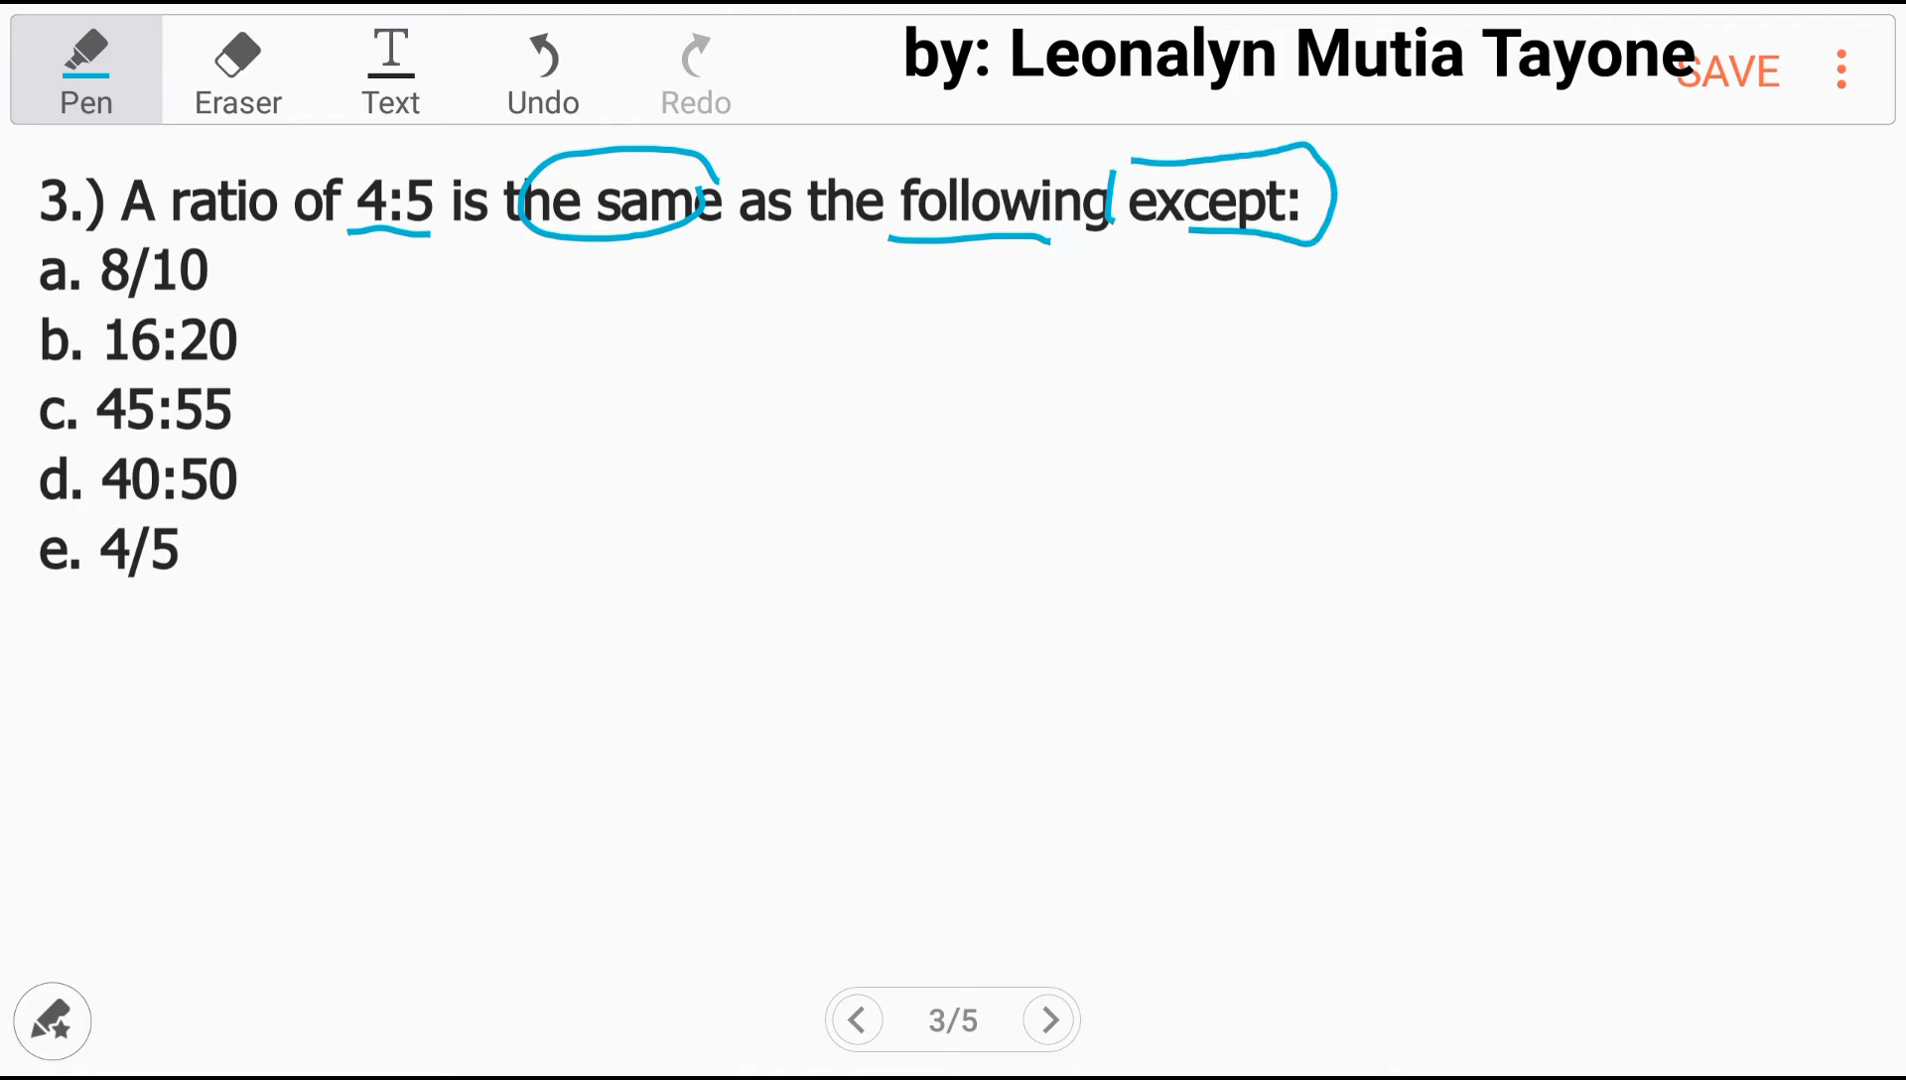 by: Leonalyn Mutia Tayone
SAVE
Pen
Eraser
Text
Undo
Redo
3.) A ratio of 4:5 is the same as the following except:
a. 8/10
b. 16:20
c. 45:55
d. 40:50
e. 4/5
3/5